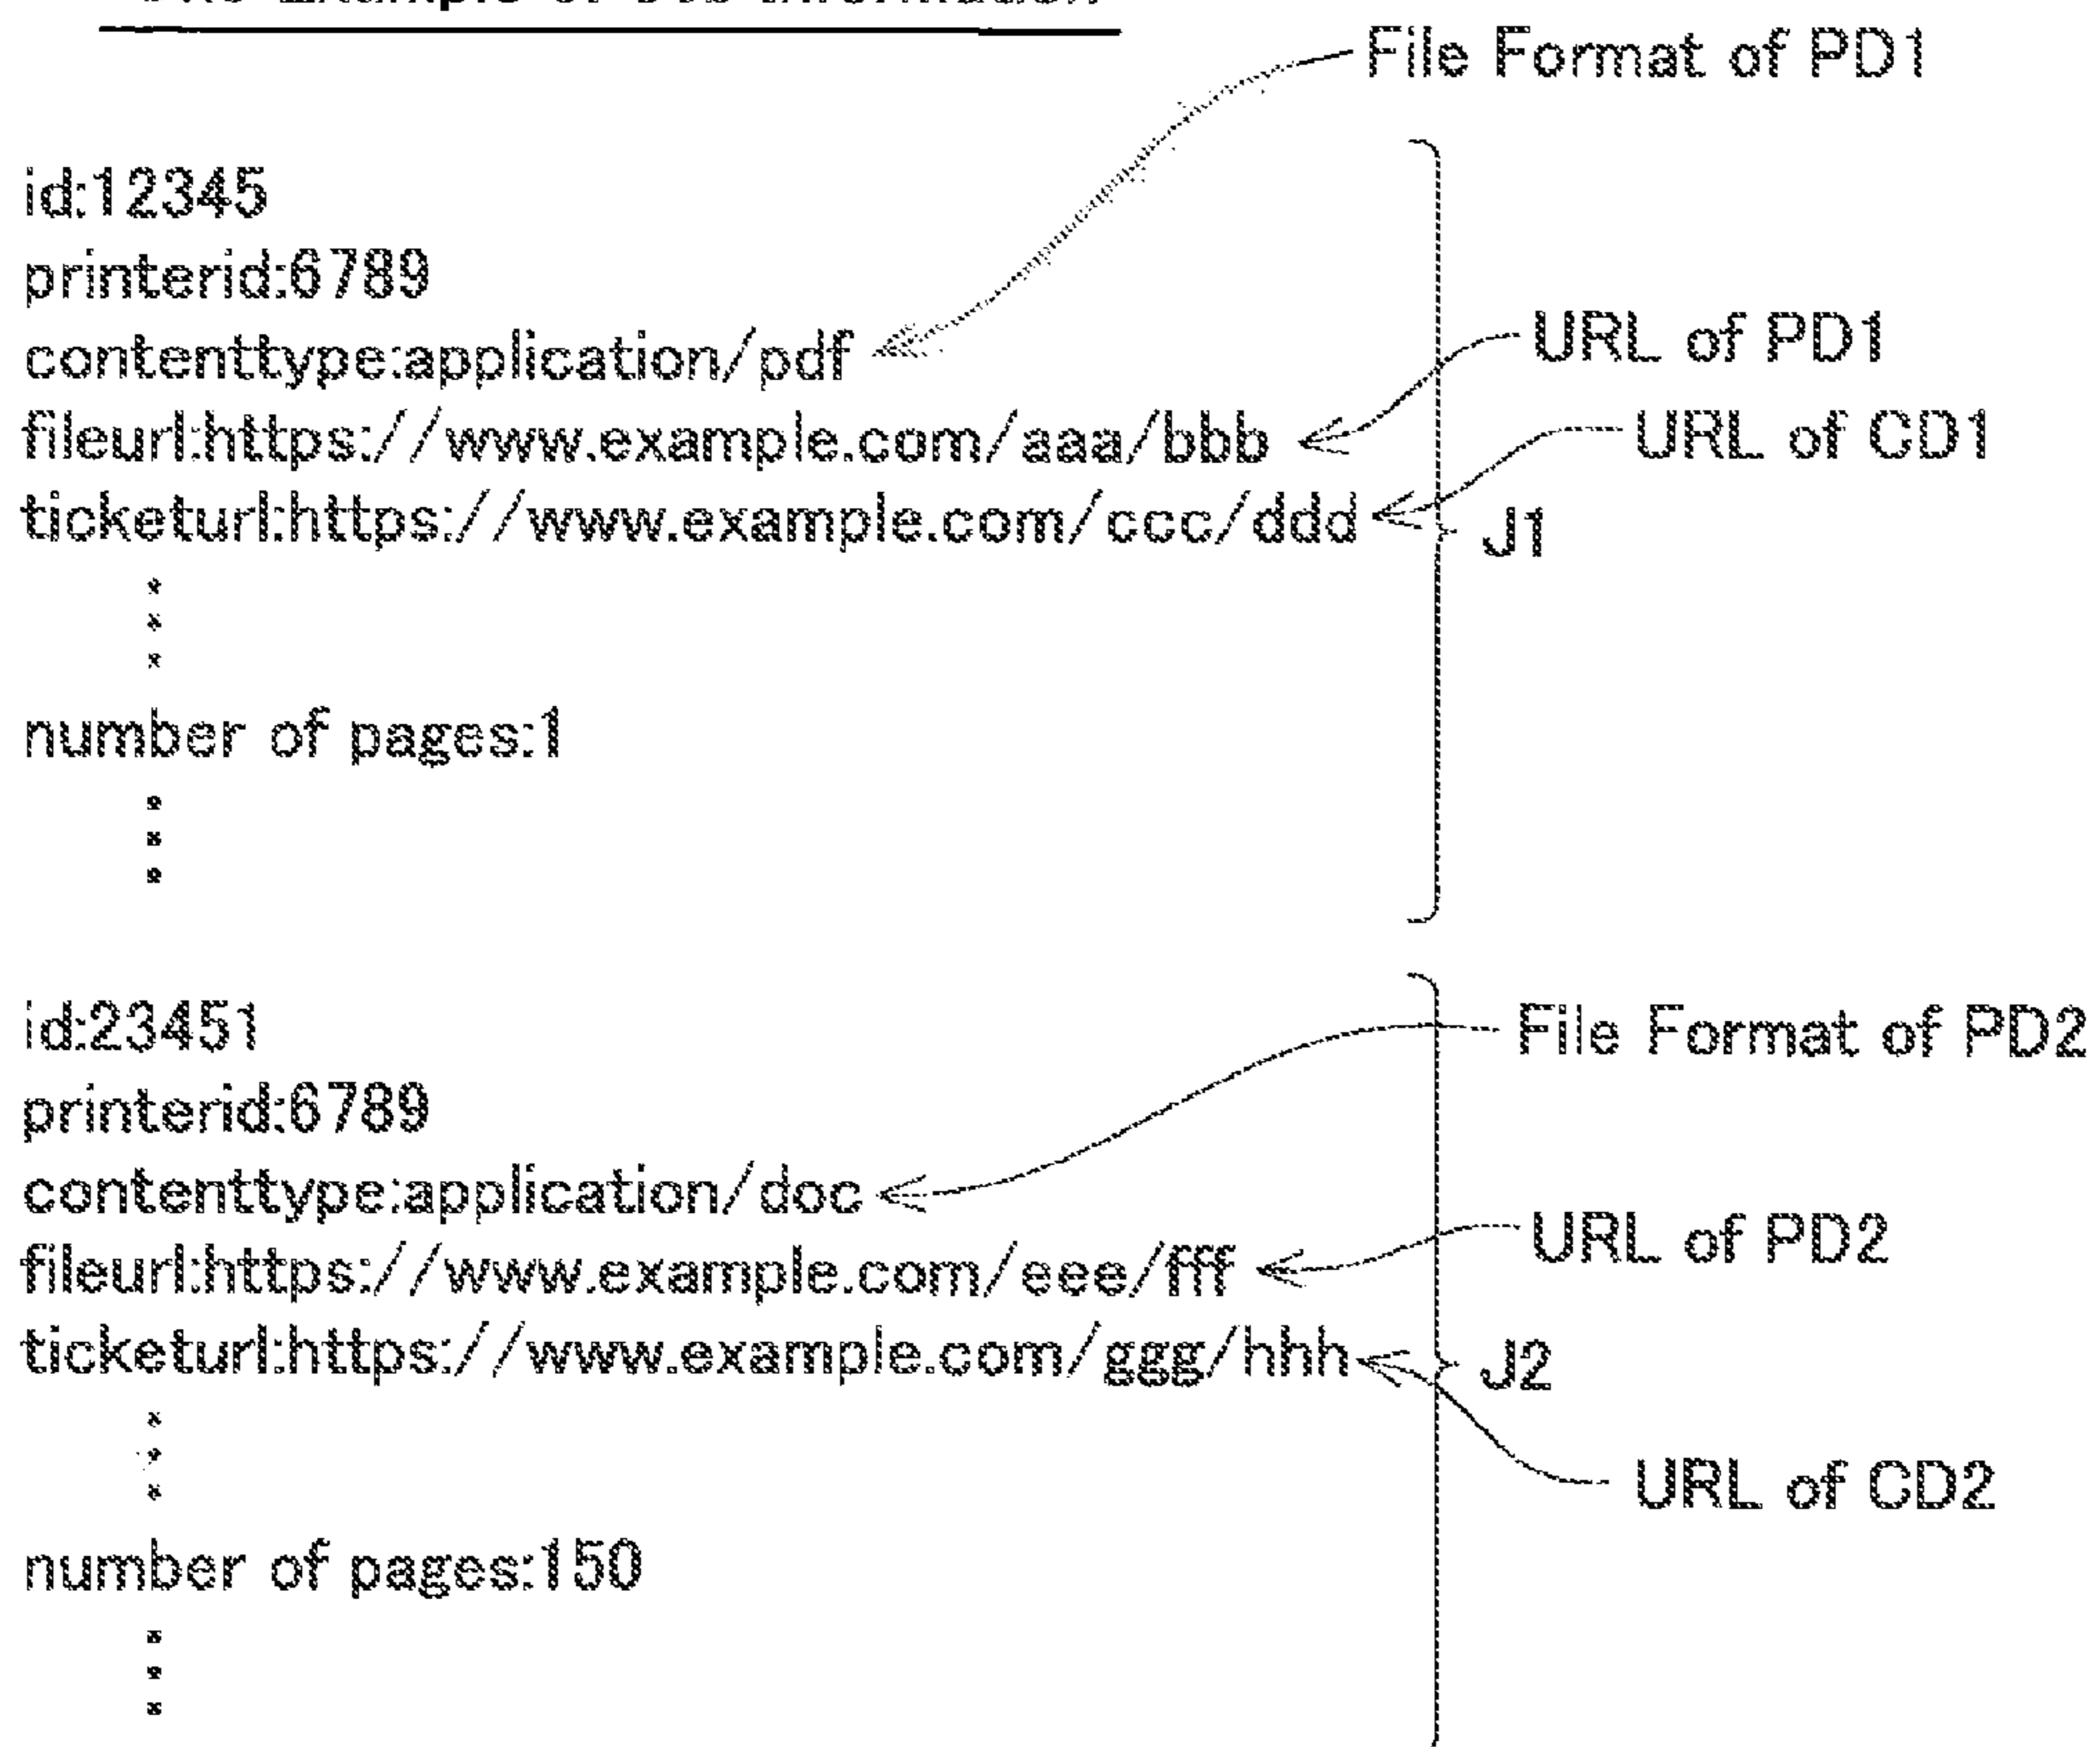 File Format of PD1
id:12345
printerid:6789
contenttype:application/pdf
URL of PD1
fileurl:https://www.example.com/aaa/bbb
URL of CD1
ticketurl:https://www.example.com/ccc/ddd
J1
number of pages:1
id:23451
File Format of PD2
printerid:6789
contenttype:application/doc
URL of PD2
fileurl:https://www.example.com/eee/fff
ticketurl:https://www.example.com/ggg/hhh
J2
URL of CD2
number of pages:150